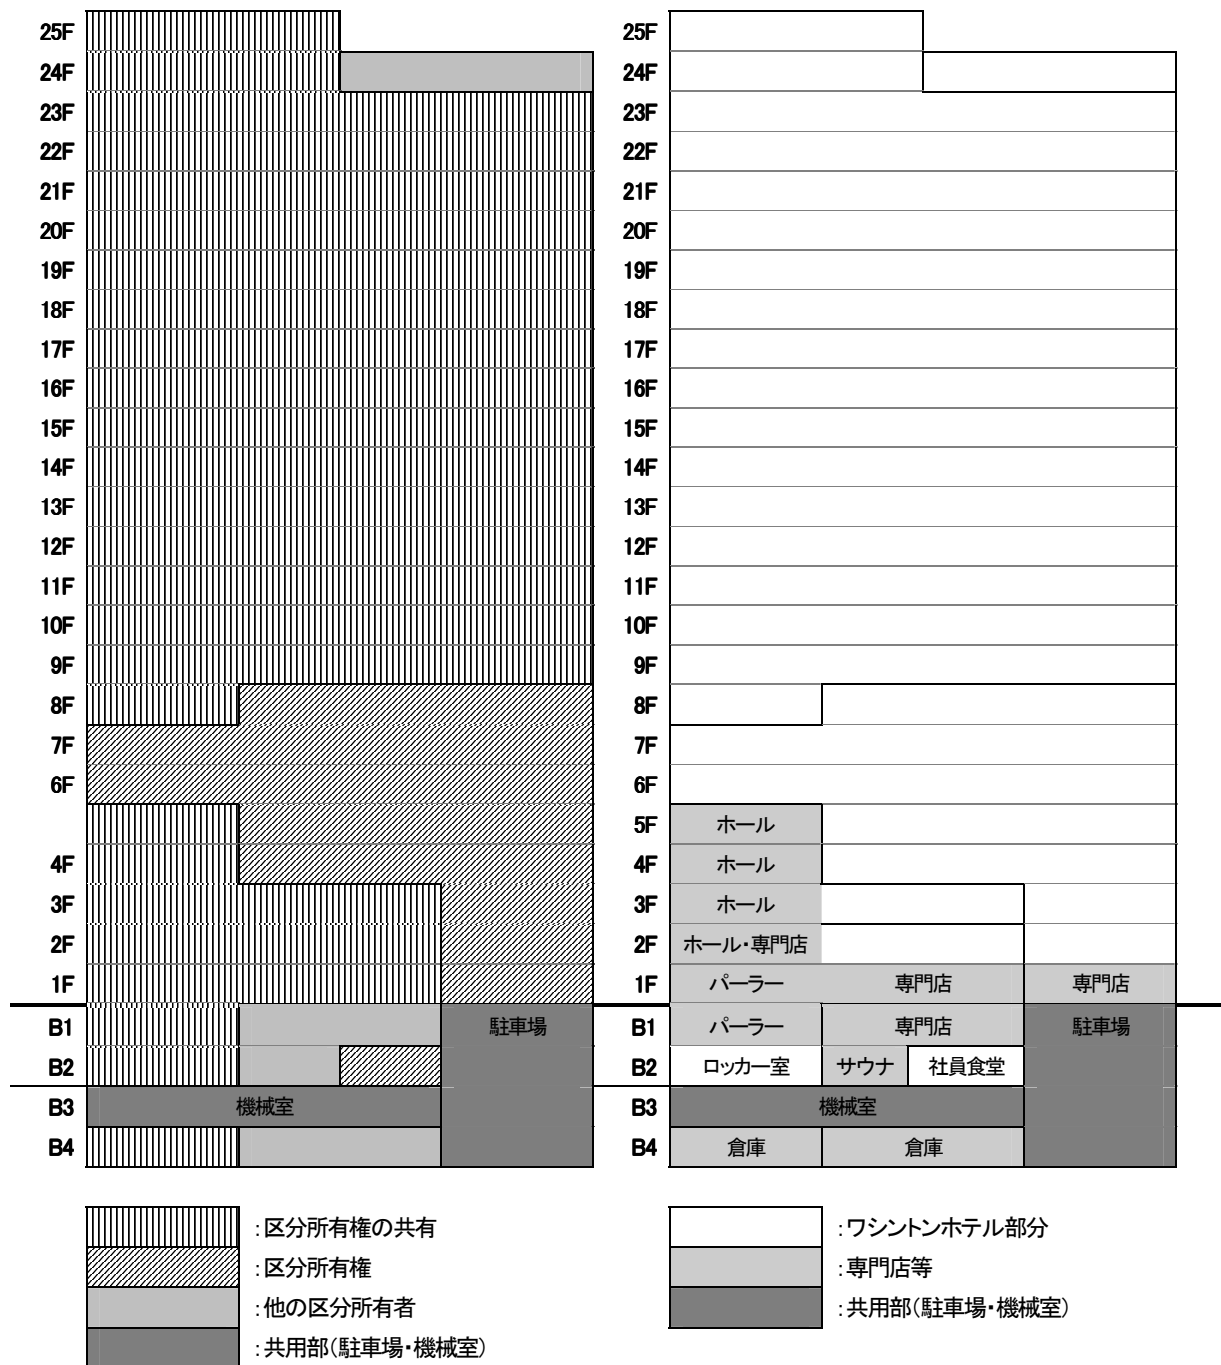 25F 25F
24F 24F
23F 23F
22F 22F
21F 21F
20F 20F
19F 19F
18F 18F
17F 17F
16F 16F
15F 15F
14F 14F
13F 13F
12F 12F
11F 11F
10F 10F
9F 9F
8F 8F
7F 7F
6F 6F
5F ホール
4F 4F ホール
3F 3F ホール
2F 2F ホール・専門店
1F 1F パーラー 専門店 専門店
B1 駐車場 B1 パーラー 専門店 駐車場
B2 B2 ロッカー室 サウナ 社員食堂
B3 機械室 B3 機械室
B4 B4 倉庫 倉庫
:区分所有権の共有 :ワシントンホテル部分
:区分所有権 :専門店等
:他の区分所有者 :共用部(駐車場・機械室)
:共用部(駐車場・機械室)